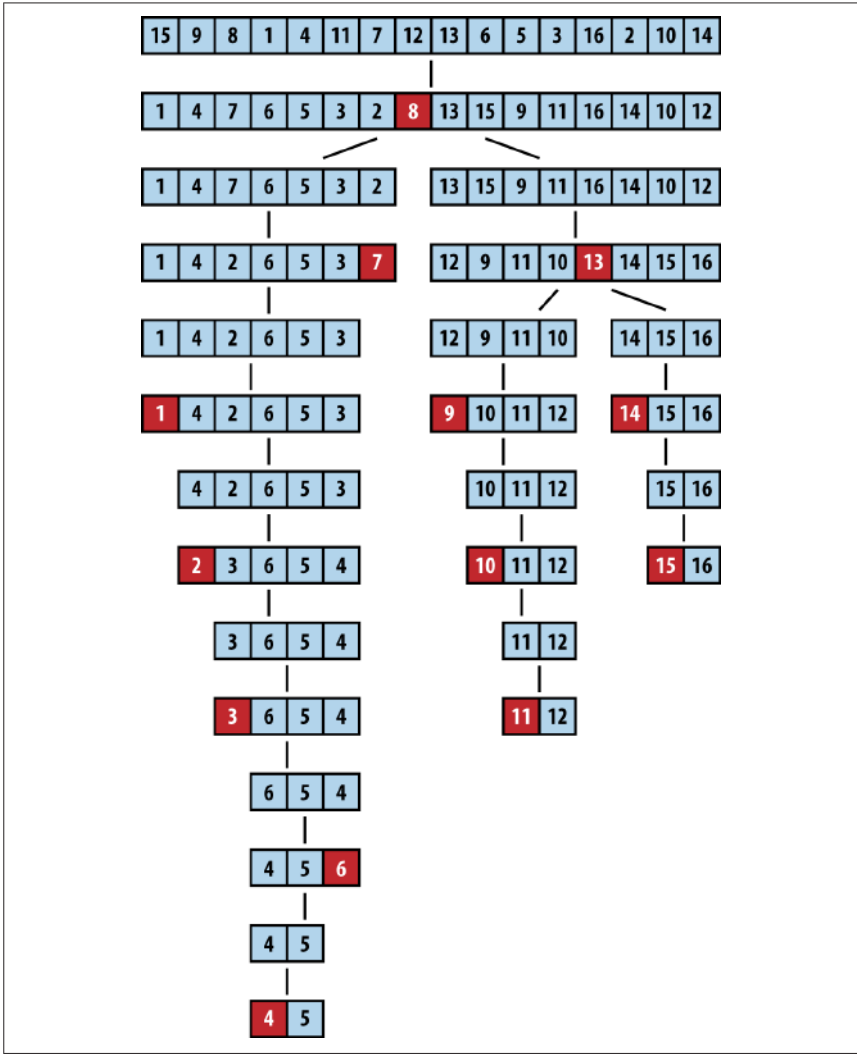 15 9 8 1 4 11 7 12 13 6 5 3 16 2 10 14
1 4 7 6 5 3 2 8 13 15 9 11 16 14 10 12
1 4 7 6 5 3 2 13 15 9 11 16 14 10 12
1 4 2 6 5 3 7 12 9 11 10 13 14 15 16
1 4 2 6 5 3 12 9 11 10 14 15 16
1 4 2 6 5 3 9 10 11 12 14 15 16
4 2 6 5 3 10 11 12 15 16
2 3 6 5 4 10 11 12 15 16
3 6 5 4 11 12
3 6 5 4 11 12
6 5 4
4 5 6
4 5
4 5